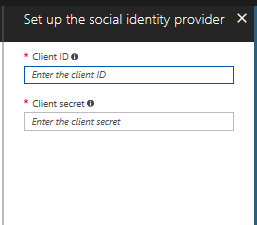 Set up the social identity provider
* Client ID
Enter the client ID
* Client secret
Enter the client secret